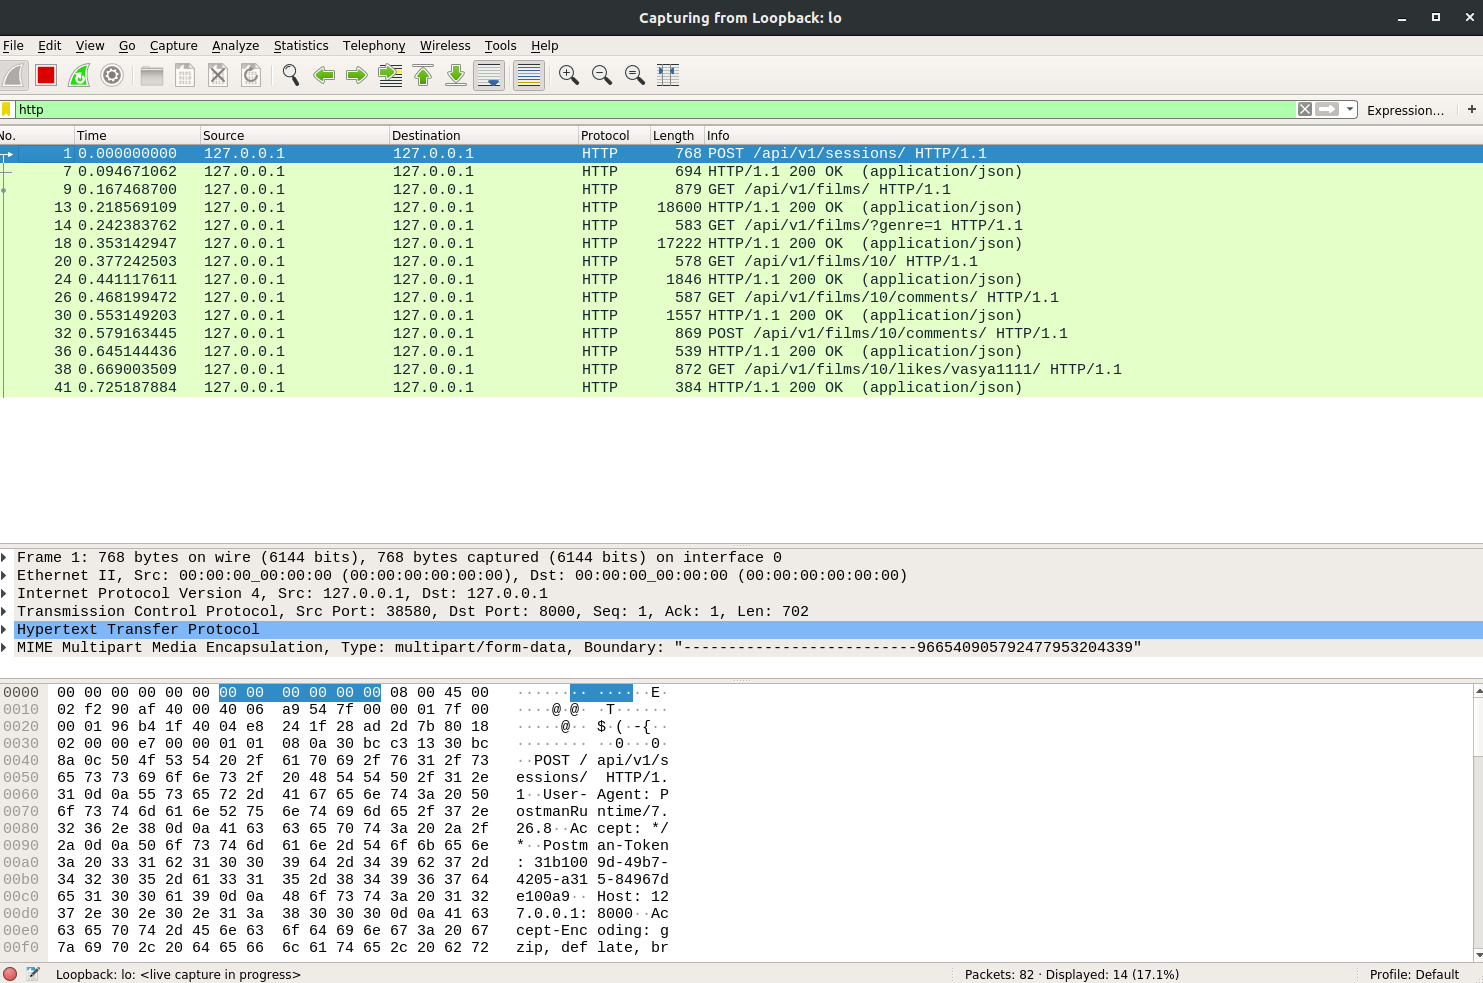 Capturing from Loopback: lo
File Edit View Go Capture Analyze Statistics Telephony Wireless Tools Help
http Expression... +
No. Time Source Destination Protocol Length Info
1 0.000000000 127.0.0.1 127.0.0.1 HTTP 768 POST /api/v1/sessions/ HTTP/1.1
7 0.094671062 127.0.0.1 127.0.0.1 HTTP 694 HTTP/1.1 200 OK (application/json)
9 0.167468700 127.0.0.1 127.0.0.1 HTTP 879 GET /api/v1/films/ HTTP/1.1
13 0.218569109 127.0.0.1 127.0.0.1 HTTP 18600 HTTP/1.1 200 OK (application/json)
14 0.242383762 127.0.0.1 127.0.0.1 HTTP 583 GET /api/v1/films/?genre=1 HTTP/1.1
18 0.353142947 127.0.0.1 127.0.0.1 HTTP 17222 HTTP/1.1 200 OK (application/json)
20 0.377242503 127.0.0.1 127.0.0.1 HTTP 578 GET /api/v1/films/10/ HTTP/1.1
24 0.441117611 127.0.0.1 127.0.0.1 HTTP 1846 HTTP/1.1 200 OK (application/json)
26 0.468199472 127.0.0.1 127.0.0.1 HTTP 587 GET /api/v1/films/10/comments/ HTTP/1.1
30 0.553149203 127.0.0.1 127.0.0.1 HTTP 1557 HTTP/1.1 200 OK (application/json)
32 0.579163445 127.0.0.1 127.0.0.1 HTTP 869 POST /api/v1/films/10/comments/ HTTP/1.1
36 0.645144436 127.0.0.1 127.0.0.1 HTTP 539 HTTP/1.1 200 OK (application/json)
38 0.669003509 127.0.0.1 127.0.0.1 HTTP 872 GET /api/v1/films/10/likes/vasya1111/ HTTP/1.1
41 0.725187884 127.0.0.1 127.0.0.1 HTTP 384 HTTP/1.1 200 OK (application/json)
Frame 1: 768 bytes on wire (6144 bits), 768 bytes captured (6144 bits) on interface 0
Ethernet II, Src: 00:00:00_00:00:00 (00:00:00:00:00:00), Dst: 00:00:00_00:00:00 (00:00:00:00:00:00)
Internet Protocol Version 4, Src: 127.0.0.1, Dst: 127.0.0.1
Transmission Control Protocol, Src Port: 38580, Dst Port: 8000, Seq: 1, Ack: 1, Len: 702
Hypertext Transfer Protocol
MIME Multipart Media Encapsulation, Type: multipart/form-data, Boundary: "--------------------------966540905792477953204339"
0000 00 00 00 00 00 00 00 00 00 00 00 00 08 00 45 00 ········ ······E·
0010 02 f2 90 af 40 00 40 06 a9 54 7f 00 00 01 7f 00 ····@·@· ·T······
0020 00 01 96 b4 1f 40 04 e8 24 1f 28 ad 2d 7b 80 18 ·····@·· $·(·-{··
0030 02 00 00 e7 00 00 01 01 08 0a 30 bc c3 13 30 bc ········ ··0···0·
0040 8a 0c 50 4f 53 54 20 2f 61 70 69 2f 76 31 2f 73 ··POST / api/v1/s
0050 65 73 73 69 6f 6e 73 2f 20 48 54 54 50 2f 31 2e essions/ HTTP/1.
0060 31 0d 0a 55 73 65 72 2d 41 67 65 6e 74 3a 20 50 1··User- Agent: P
0070 6f 73 74 6d 61 6e 52 75 6e 74 69 6d 65 2f 37 2e ostmanRu ntime/7.
0080 32 36 2e 38 0d 0a 41 63 63 65 70 74 3a 20 2a 2f 26.8··Ac cept: */
0090 2a 0d 0a 50 6f 73 74 6d 61 6e 2d 54 6f 6b 65 6e *··Postm an-Token
00a0 3a 20 33 31 62 31 30 30 39 64 2d 34 39 62 37 2d : 31b100 9d-49b7-
00b0 34 32 30 35 2d 61 33 31 35 2d 38 34 39 36 37 64 4205-a31 5-84967d
00c0 65 31 30 30 61 39 0d 0a 48 6f 73 74 3a 20 31 32 e100a9·· Host: 12
00d0 37 2e 30 2e 30 2e 31 3a 38 30 30 30 0d 0a 41 63 7.0.0.1: 8000··Ac
00e0 63 65 70 74 2d 45 6e 63 6f 64 69 6e 67 3a 20 67 cept-Enc oding: g
00f0 7a 69 70 2c 20 64 65 66 6c 61 74 65 2c 20 62 72 zip, def late, br
Loopback: lo: <live capture in progress> Packets: 82 · Displayed: 14 (17.1%) Profile: Default